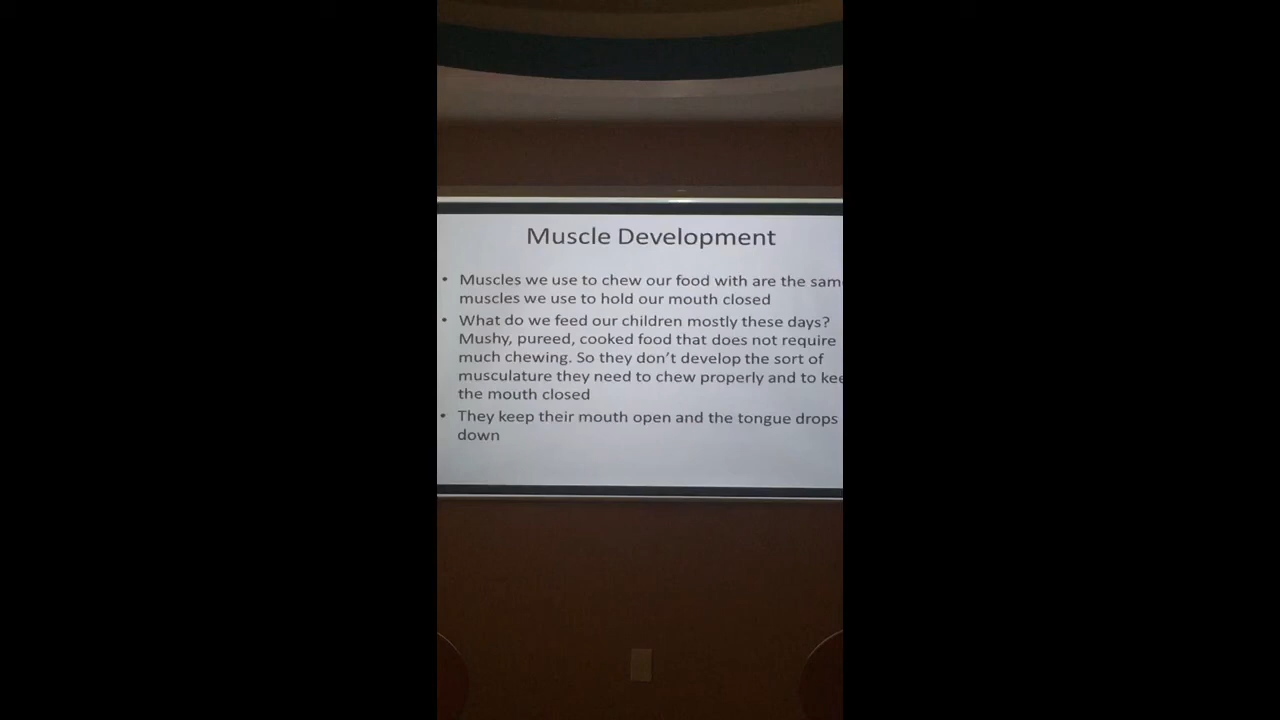 Muscle Development
• Muscles we use to chew our food with are the sam
muscles we use to hold our mouth closed
• What do we feed our children mostly these days?
Mushy, pureed, cooked food that does not require
much chewing. So they don't develop the sort of
musculature they need to chew properly and to kee
the mouth closed
• They keep their mouth open and the tongue drops
down